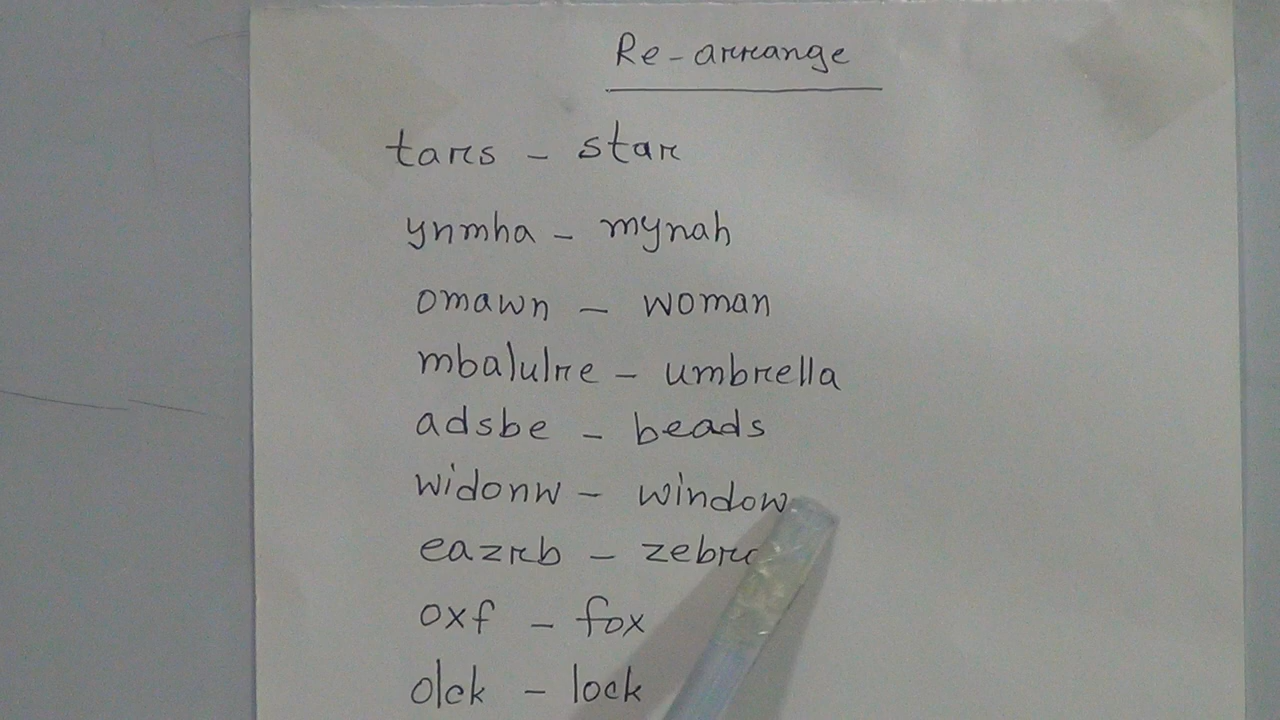 Re-arrange
tars - star
ynmha - mynah
omawn - woman
mbalulre - umbrella
adsbe - beads
widonw - window
eazrb - zebra
oxf - fox
olck - lock